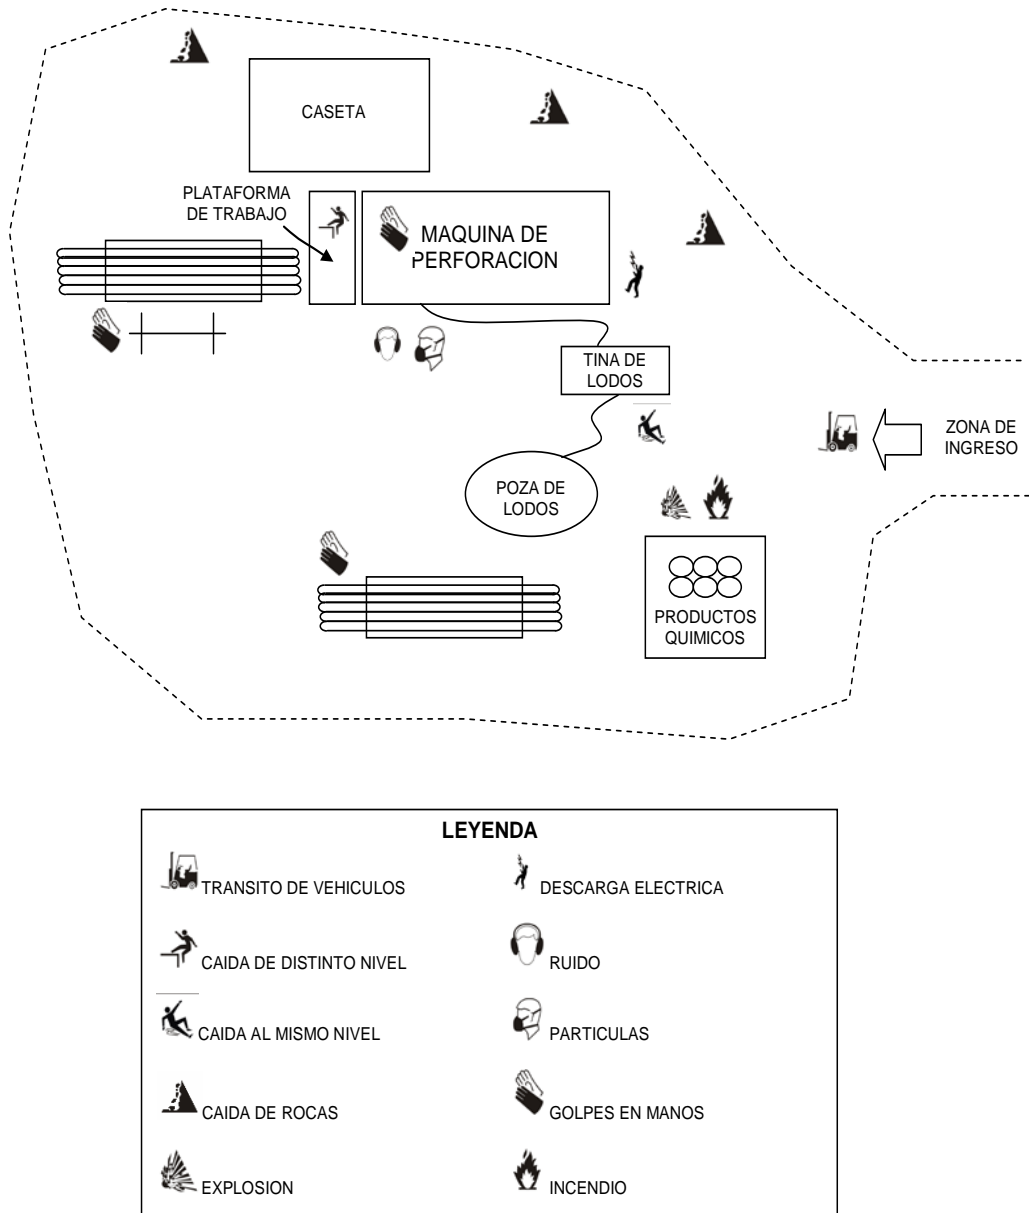 CASETA
PLATAFORMA
DE TRABAJO
MAQUINA DE
PERFORACION
TINA DE
LODOS
ZONA DE
INGRESO
POZA DE
LODOS
PRODUCTOS
QUIMICOS
LEYENDA
TRANSITO DE VEHICULOS
DESCARGA ELECTRICA
CAIDA DE DISTINTO NIVEL
RUIDO
CAIDA AL MISMO NIVEL
PARTICULAS
CAIDA DE ROCAS
GOLPES EN MANOS
EXPLOSION
INCENDIO